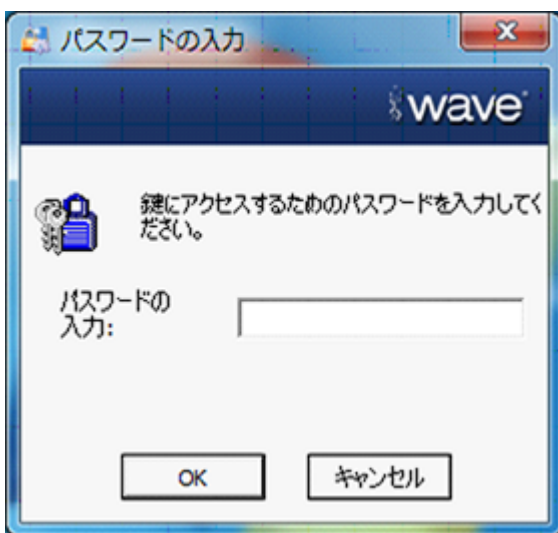 パスワードの入力
wave
鍵にアクセスするためのパスワードを入力してく
ださい。
パスワードの
入力:
OK
キャンセル